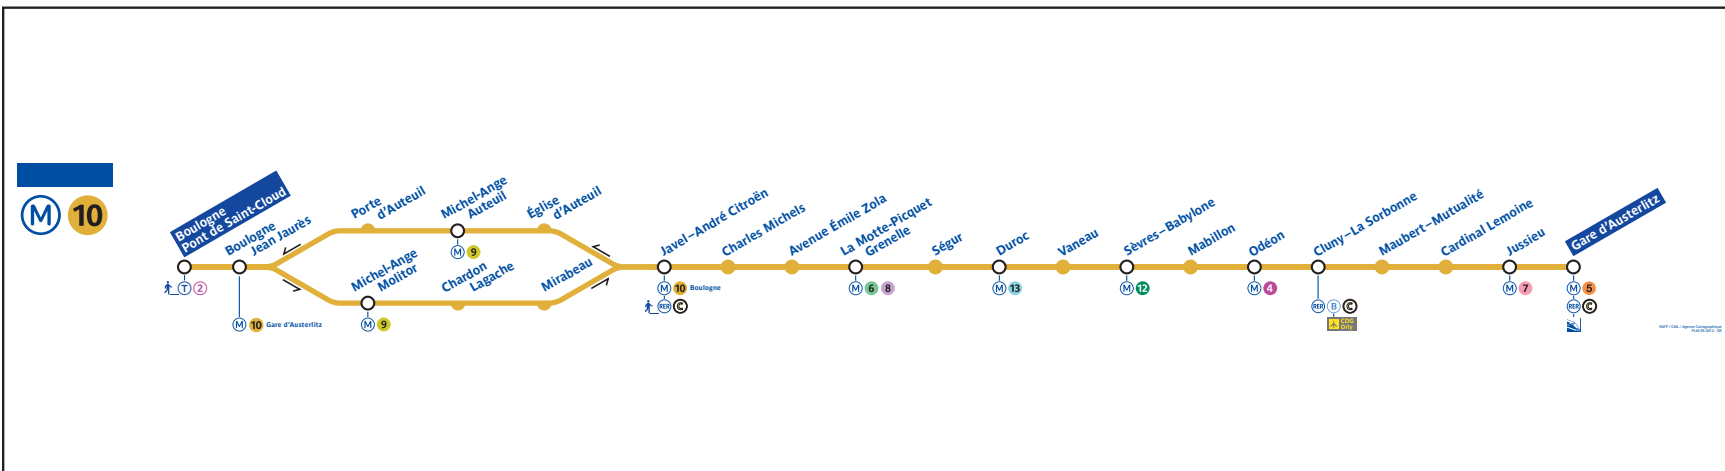 M 10
Boulogne
Pont de Saint-Cloud
T 2
Boulogne
Jean Jaurès
M 10 Gare d'Austerlitz
Porte
d'Auteuil
Michel-Ange
Auteuil
M 9
Église
d'Auteuil
Michel-Ange
Molitor
M 9
Chardon
Lagache
Mirabeau
Javel–André Citroën
M 10 Boulogne
RER C
Charles Michels
Avenue Émile Zola
La Motte-Picquet
Grenelle
M 6 8
Ségur
Duroc
M 13
Vaneau
Sèvres–Babylone
M 12
Mabillon
Odéon
M 4
Cluny–La Sorbonne
RER B C
CDG
Orly
Maubert–Mutualité
Cardinal Lemoine
Jussieu
M 7
Gare d'Austerlitz
M 5
RER C